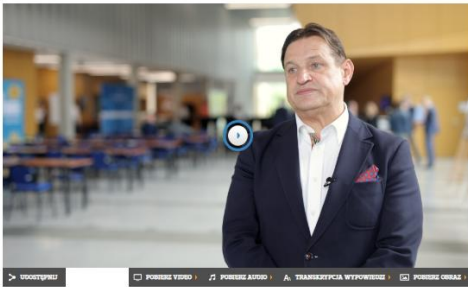 UDOSTĘPNIJ
POBIERZ VIDEO
POBIERZ AUDIO
TRANSKRYPCJA WYPOWIEDZI
POBIERZ OBRAZ